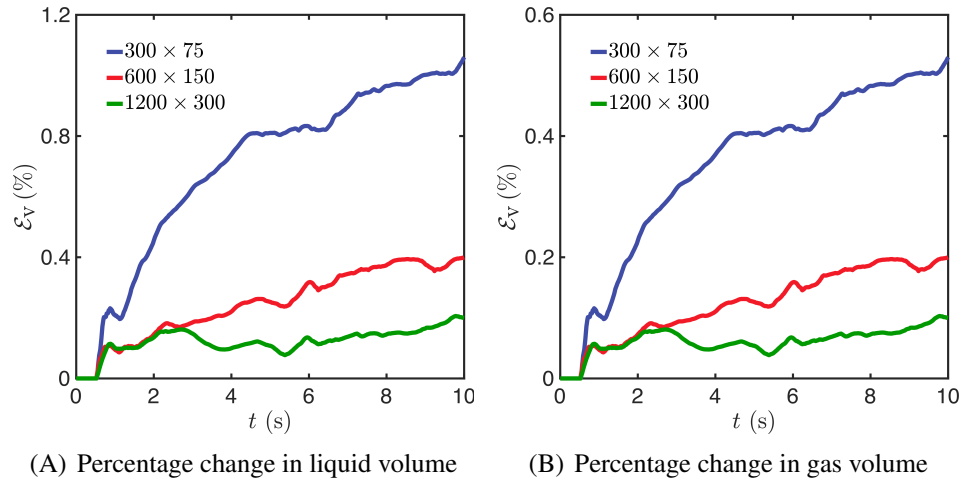 1.2
0.8
0.4
0
300 × 75
600 × 150
1200 × 300
ℰ_V (%)
0 2 4 6 8 10
t (s)
(A) Percentage change in liquid volume
0.6
0.4
0.2
0
300 × 75
600 × 150
1200 × 300
ℰ_V (%)
0 2 4 6 8 10
t (s)
(B) Percentage change in gas volume